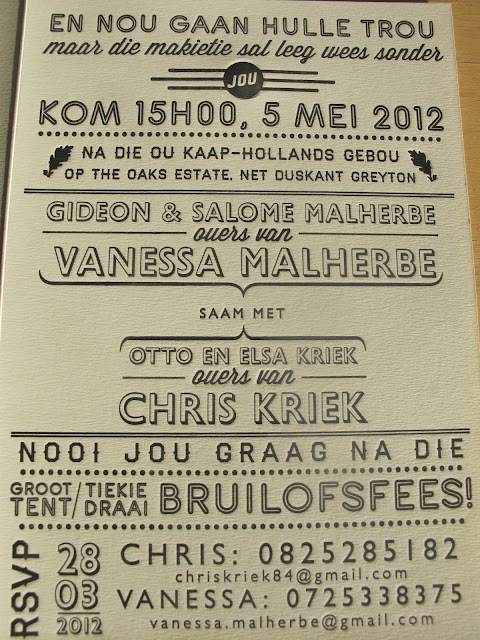 EN NOU GAAN HULLE TROU
maar die makietie sal leeg wees sonder
JOU
KOM 15H00, 5 MEI 2012
NA DIE OU KAAP-HOLLANDS GEBOU
OP THE OAKS ESTATE, NET DUSKANT GREYTON
GIDEON & SALOME MALHERBE
ouers van
VANESSA MALHERBE
SAAM MET
OTTO EN ELSA KRIEK
ouers van
CHRIS KRIEK
NOOI JOU GRAAG NA DIE
GROOT TENT/TIEKIE DRAAI BRUILOFSFEES!
RSVP
28
03
2012
CHRIS: 0825285182
chriskriek84@gmail.com
VANESSA: 0725338375
vanessa.malherbe@gmail.com